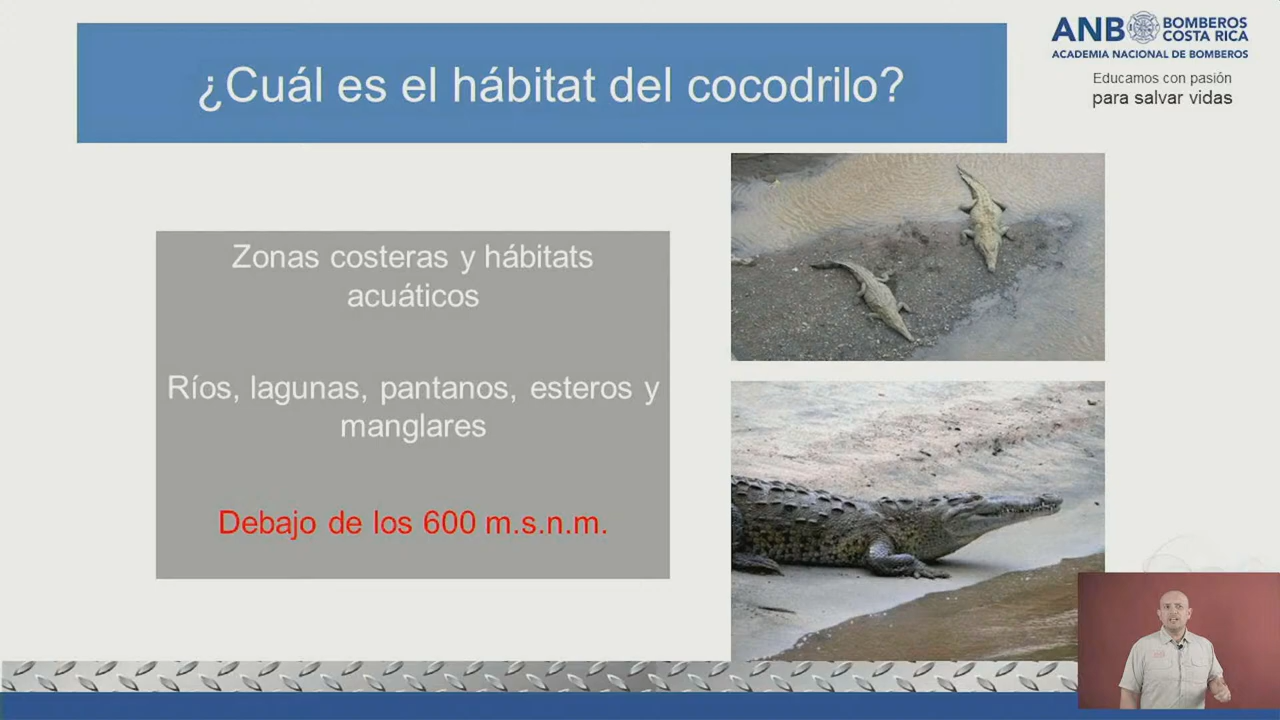 ¿Cuál es el hábitat del cocodrilo?
ANB BOMBEROS
COSTA RICA
ACADEMIA NACIONAL DE BOMBEROS
Educamos con pasión
para salvar vidas
Zonas costeras y hábitats
acuáticos
Ríos, lagunas, pantanos, esteros y
manglares
Debajo de los 600 m.s.n.m.